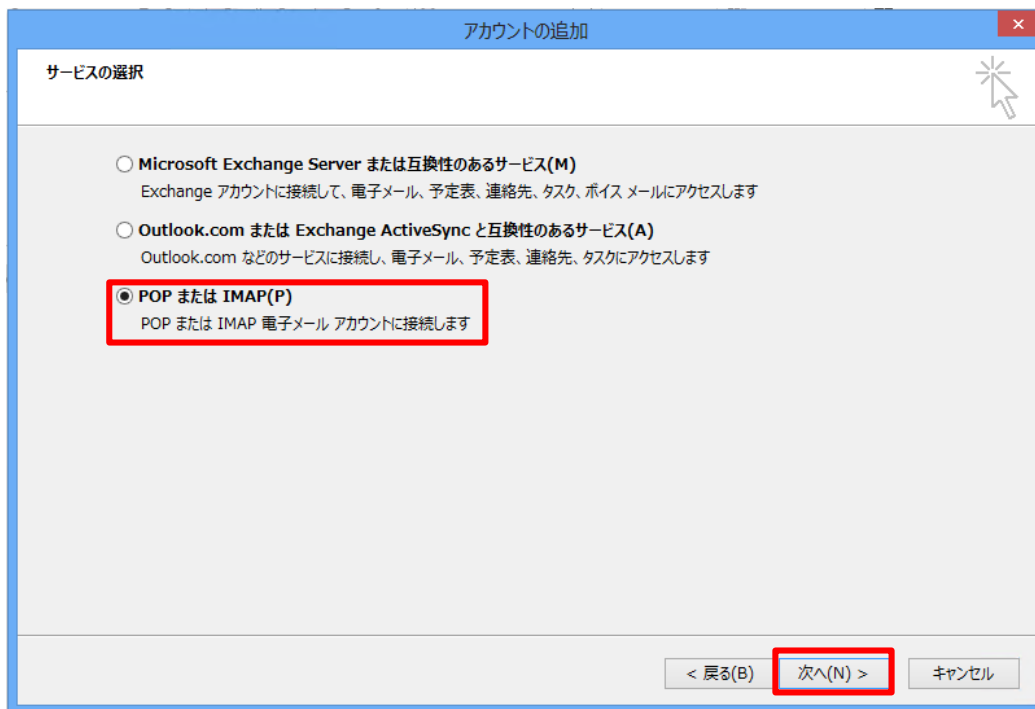 アカウントの追加
サービスの選択
Microsoft Exchange Server または互換性のあるサービス(M)
Exchange アカウントに接続して、電子メール、予定表、連絡先、タスク、ボイス メールにアクセスします
Outlook.com または Exchange ActiveSync と互換性のあるサービス(A)
Outlook.com などのサービスに接続し、電子メール、予定表、連絡先、タスクにアクセスします
POP または IMAP(P)
POP または IMAP 電子メール アカウントに接続します
< 戻る(B) 次へ(N) > キャンセル